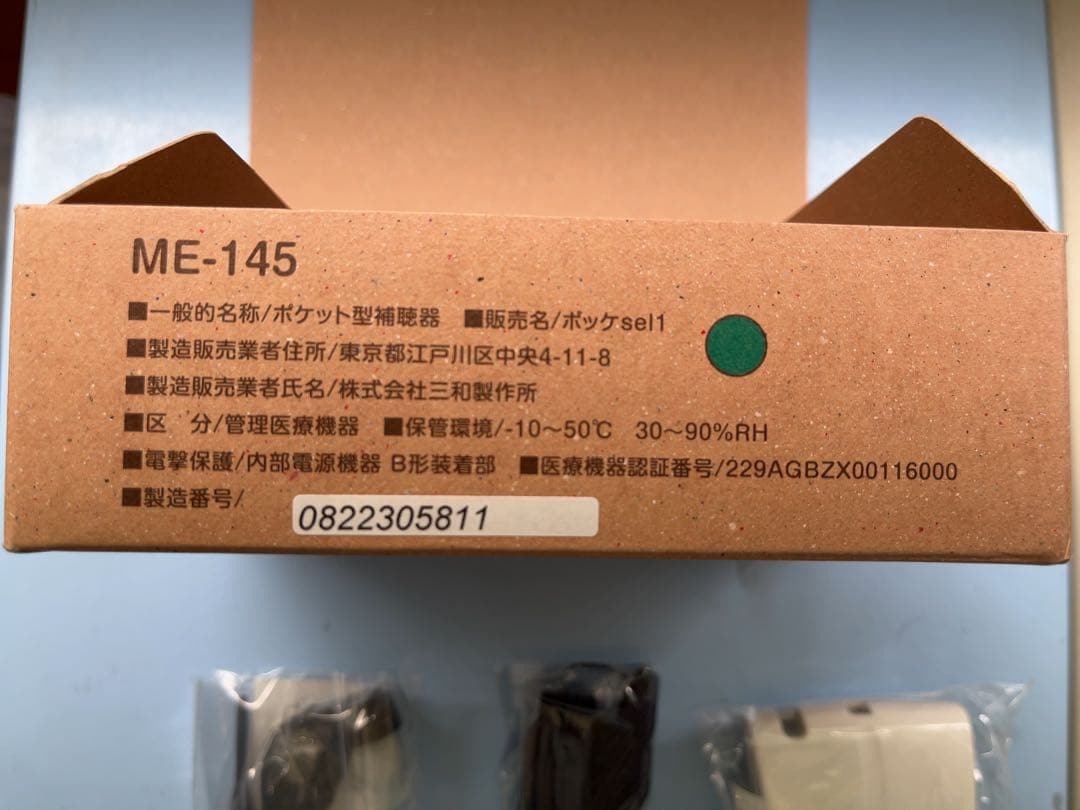 ME-145
■一般的名称/ポケット型補聴器 ■販売名/ポッケsel1
■製造販売業者住所/東京都江戸川区中央4-11-8
■製造販売業者氏名/株式会社三和製作所
■区 分/管理医療機器 ■保管環境/-10～50℃ 30～90%RH
■電撃保護/内部電源機器 B形装着部 ■医療機器認証番号/229AGBZX00116000
■製造番号/
0822305811